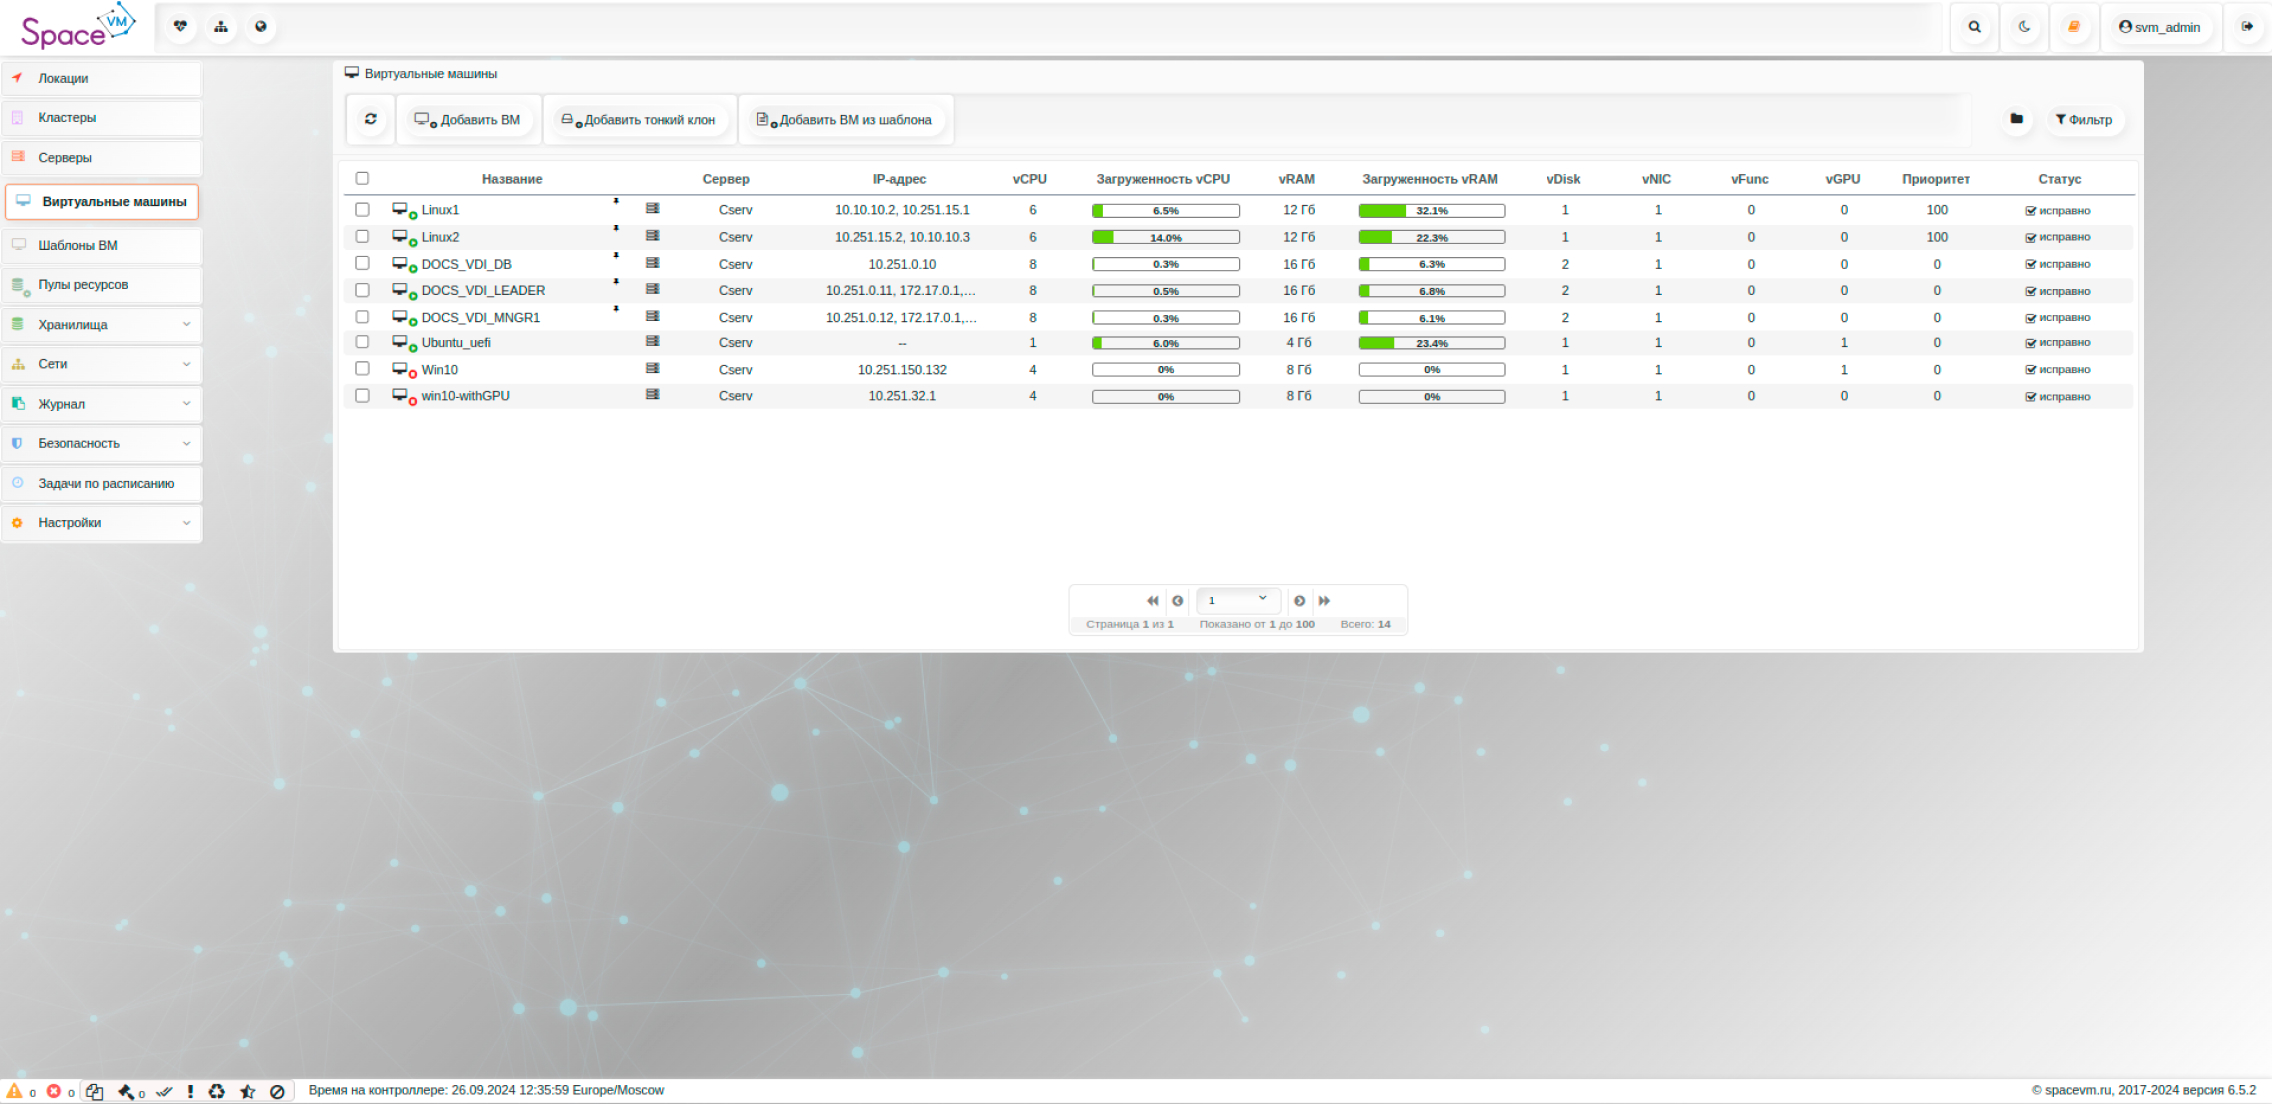 Space VM
svm_admin
Локации
Кластеры
Серверы
Виртуальные машины
Шаблоны ВМ
Пулы ресурсов
Хранилища
Сети
Журнал
Безопасность
Задачи по расписанию
Настройки
Виртуальные машины
Добавить ВМ Добавить тонкий клон Добавить ВМ из шаблона Фильтр
Название Сервер IP-адрес vCPU Загруженность vCPU vRAM Загруженность vRAM vDisk vNIC vFunc vGPU Приоритет Статус
Linux1 Cserv 10.10.10.2, 10.251.15.1 6 6.5% 12 Гб 32.1% 1 1 0 0 100 исправно
Linux2 Cserv 10.251.15.2, 10.10.10.3 6 14.0% 12 Гб 22.3% 1 1 0 0 100 исправно
DOCS_VDI_DB Cserv 10.251.0.10 8 0.3% 16 Гб 6.3% 2 1 0 0 0 исправно
DOCS_VDI_LEADER Cserv 10.251.0.11, 172.17.0.1,... 8 0.5% 16 Гб 6.8% 2 1 0 0 0 исправно
DOCS_VDI_MNGR1 Cserv 10.251.0.12, 172.17.0.1,... 8 0.3% 16 Гб 6.1% 2 1 0 0 0 исправно
Ubuntu_uefi Cserv -- 1 6.0% 4 Гб 23.4% 1 1 0 1 0 исправно
Win10 Cserv 10.251.150.132 4 0% 8 Гб 0% 1 1 0 1 0 исправно
win10-withGPU Cserv 10.251.32.1 4 0% 8 Гб 0% 1 1 0 0 0 исправно
1
Страница 1 из 1 Показано от 1 до 100 Всего: 14
0 0 0 Время на контроллере: 26.09.2024 12:35:59 Europe/Moscow © spacevm.ru, 2017-2024 версия 6.5.2